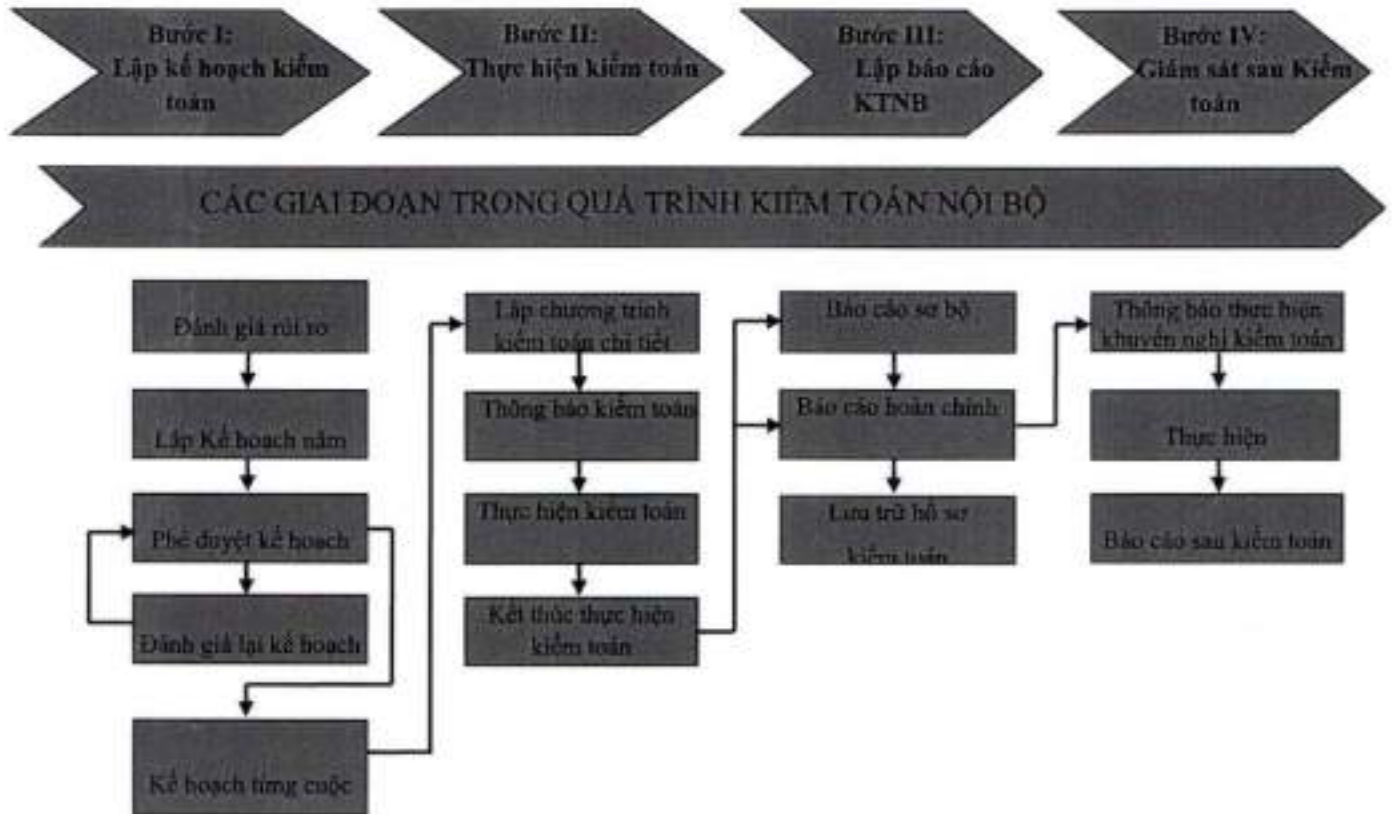 Bước I:
Lập kế hoạch kiểm
toán
Bước II:
Thực hiện kiểm toán
Bước III:
Lập báo cáo
KTNB
Bước IV:
Giám sát sau Kiểm
toán
CÁC GIAI ĐOẠN TRONG QUÁ TRÌNH KIỂM TOÁN NỘI BỘ
Đánh giá rủi ro
Lập Kế hoạch năm
Phê duyệt kế hoạch
Đánh giá lại kế hoạch
Kế hoạch từng cuộc
Lập chương trình
kiểm toán chi tiết
Thông báo kiểm toán
Thực hiện kiểm toán
Kết thúc thực hiện
kiểm toán
Báo cáo sơ bộ
Báo cáo hoàn chỉnh
Lưu trữ hồ sơ
kiểm toán
Thông báo thực hiện
khuyến nghị kiểm toán
Thực hiện
Báo cáo sau kiểm toán